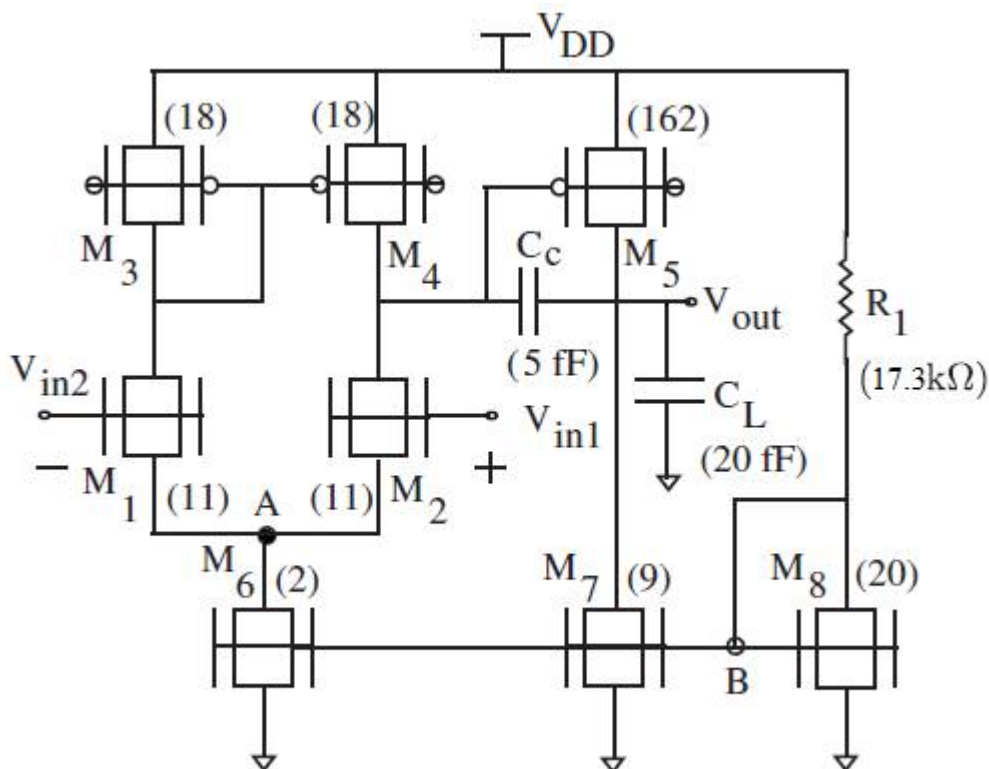 V_DD
(18)
(18)
(162)
M_3
M_4
M_5
C_c
V_out
R_1
(5 fF)
(17.3kΩ)
V_in2
C_L
V_in1
(20 fF)
−
+
M_1
(11)
A
(11)
M_2
M_6
(2)
M_7
(9)
M_8
(20)
B